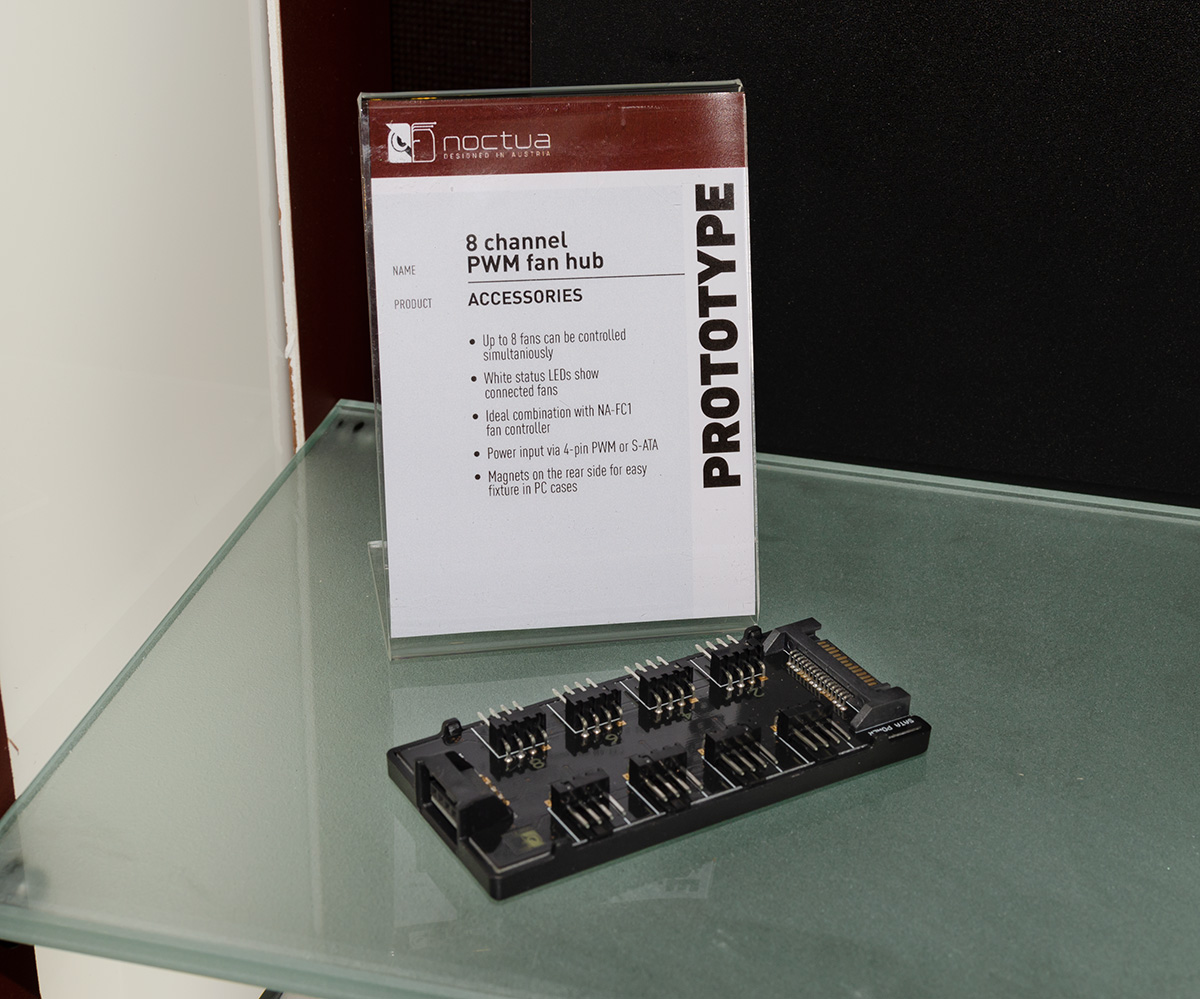 noctua
DESIGNED IN AUSTRIA
PROTOTYPE
NAME
8 channel
PWM fan hub
PRODUCT
ACCESSORIES
• Up to 8 fans can be controlled
simultaniously
• White status LEDs show
connected fans
• Ideal combination with NA-FC1
fan controller
• Power input via 4-pin PWM or S-ATA
• Magnets on the rear side for easy
fixture in PC cases
SATA